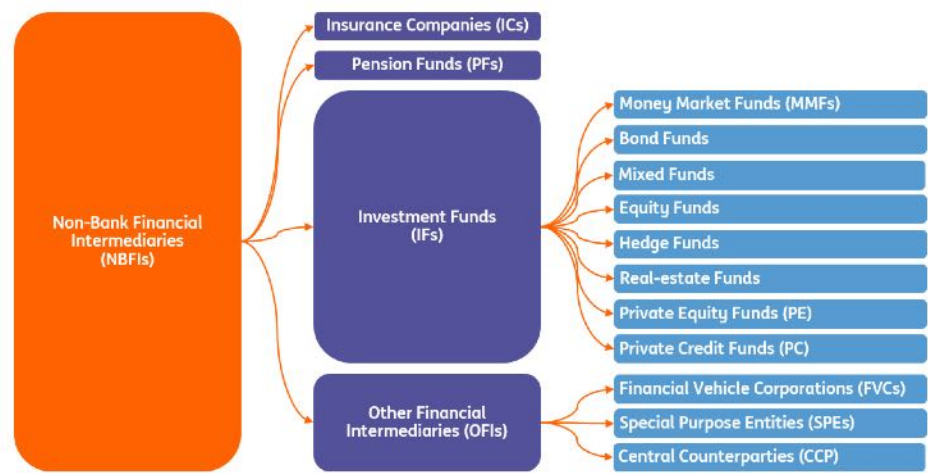 Non-Bank Financial
Intermediaries
(NBFIs)
Insurance Companies (ICs)
Pension Funds (PFs)
Investment Funds
(IFs)
Money Market Funds (MMFs)
Bond Funds
Mixed Funds
Equity Funds
Hedge Funds
Real-estate Funds
Private Equity Funds (PE)
Private Credit Funds (PC)
Other Financial
Intermediaries (OFIs)
Financial Vehicle Corporations (FVCs)
Special Purpose Entities (SPEs)
Central Counterparties (CCP)